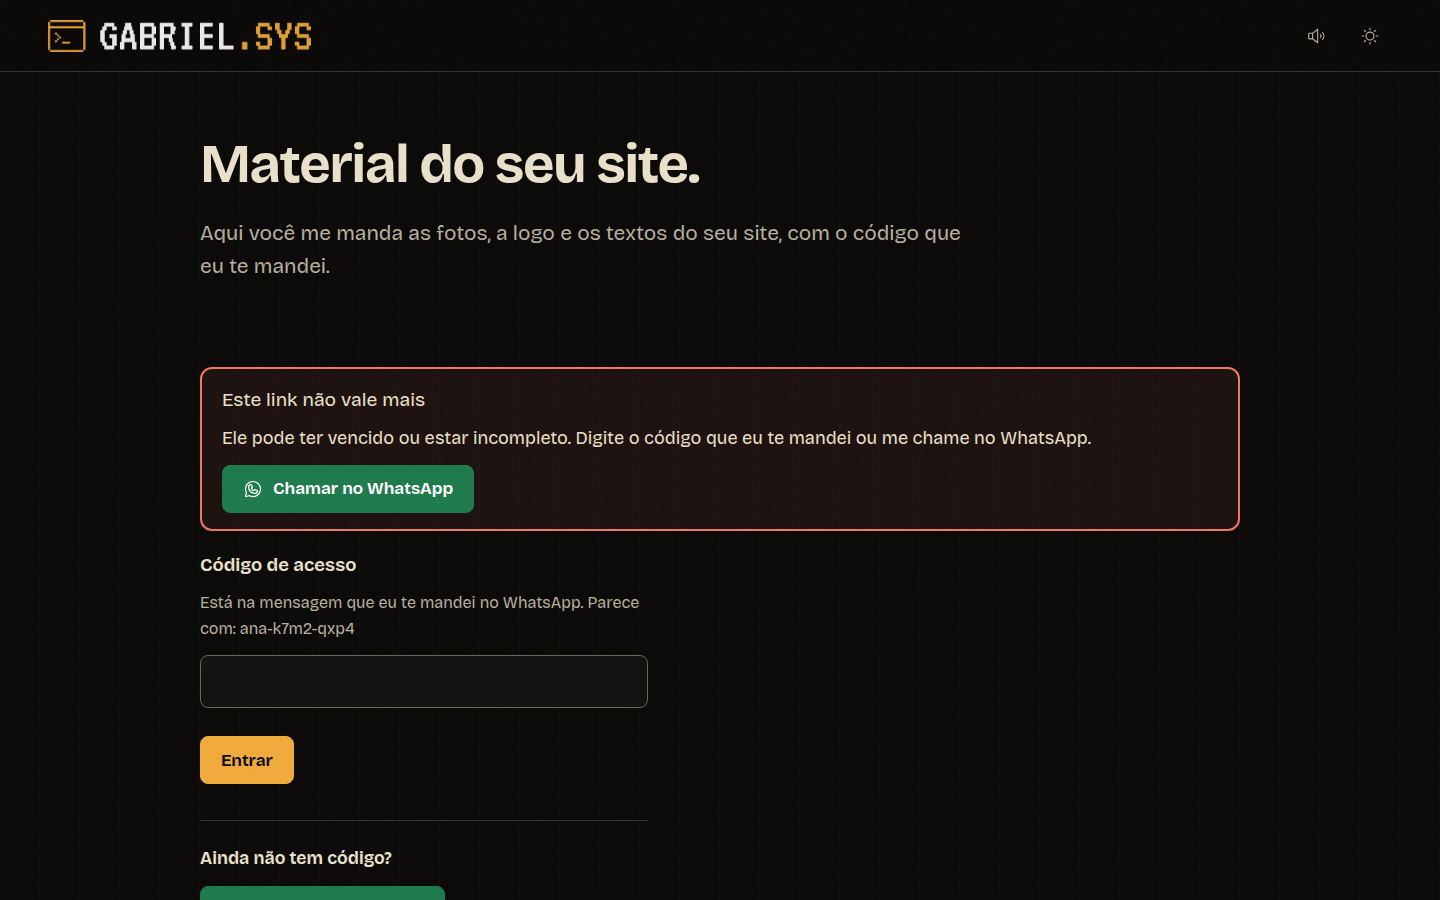 GABRIEL.SYS
Material do seu site.
Aqui você me manda as fotos, a logo e os textos do seu site, com o código que
eu te mandei.
Este link não vale mais
Ele pode ter vencido ou estar incompleto. Digite o código que eu te mandei ou me chame no WhatsApp.
Chamar no WhatsApp
Código de acesso
Está na mensagem que eu te mandei no WhatsApp. Parece
com: ana-k7m2-qxp4
Entrar
Ainda não tem código?